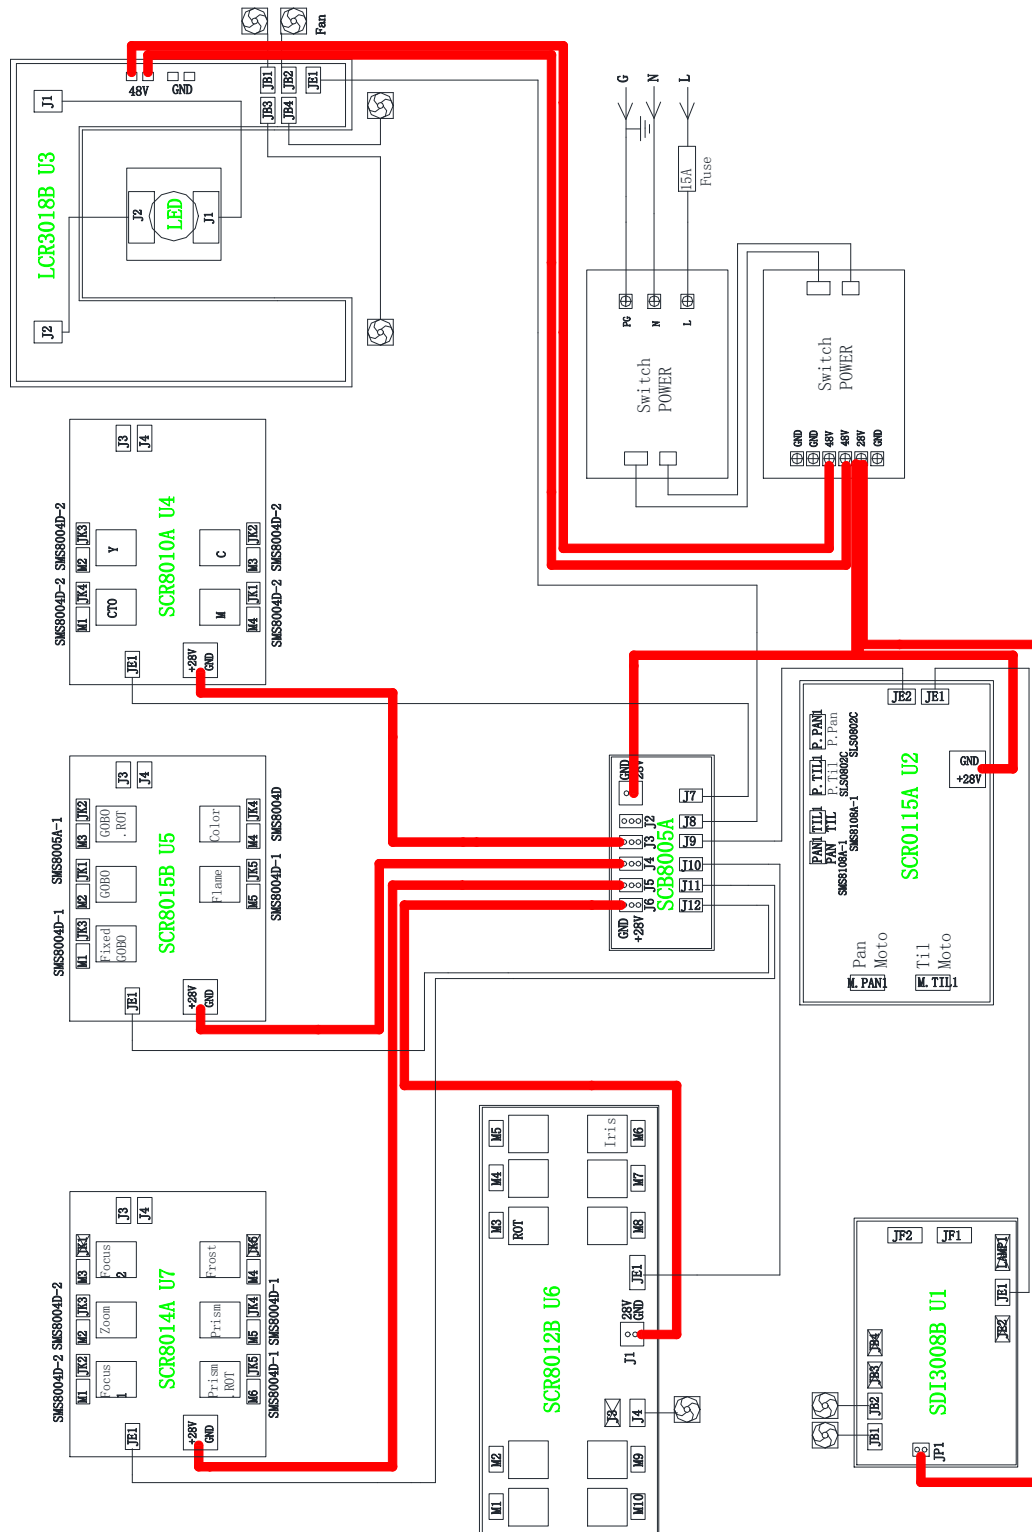 Fan
48V
GND
JB1
JB2
JE1
JB3
JB4
J1
J2
LCR3018B U3
J2
LED
J1
G
N
L
15A
Fuse
PG
N
L
Switch
POWER
Switch
POWER
GND
GND
48V
48V
28V
GND
J3
J4
SMS8004D-2
SMS8004D-2
M1
JK4
M2
JK3
CTO
Y
SCR8010A U4
M
C
M4
JK1
M3
JK2
SMS8004D-2
SMS8004D-2
JE1
+28V
GND
J3
J4
SMS8004D-1
SMS8005A-1
M1
JK3
M2
JK1
M3
JK2
Fixed
GOBO
GOBO
GOBO
.ROT
SCR8015B U5
Flame
Color
M5
JK5
M4
JK4
SMS8004D-1
SMS8004D
JE1
+28V
GND
GND
28V
J2
J3
J4
J5
J6
J7
J8
J9
J10
J11
J12
GND
+28V
SCB8005A
JE2
JE1
P.PAN1
P.Pan
SLS0802C
P.TIL1
P.Til
SLS0802C
TIL1
TIL
SMS8108A-1
PAN1
PAN
SMS8108A-1
SCR0115A U2
GND
+28V
Pan
Moto
M.PAN1
Til
Moto
M.TIL1
J3
J4
SMS8004D-2
SMS8004D-2
M1
JK2
M2
JK3
M3
JK1
Focus
1
Zoom
Focus
2
SCR8014A U7
Prism
.ROT
Prism
Frost
M6
JK5
M5
JK4
M4
JK6
SMS8004D-1
SMS8004D-1
JE1
+28V
GND
M5
M4
M3
ROT
M2
M1
Iris
M6
M7
M8
JE1
28V
GND
J1
J3
J4
M9
M10
SCR8012B U6
JF2
JF1
LAMP1
JE1
JE2
JB4
JB3
JB2
JB1
JP1
SDI3008B U1